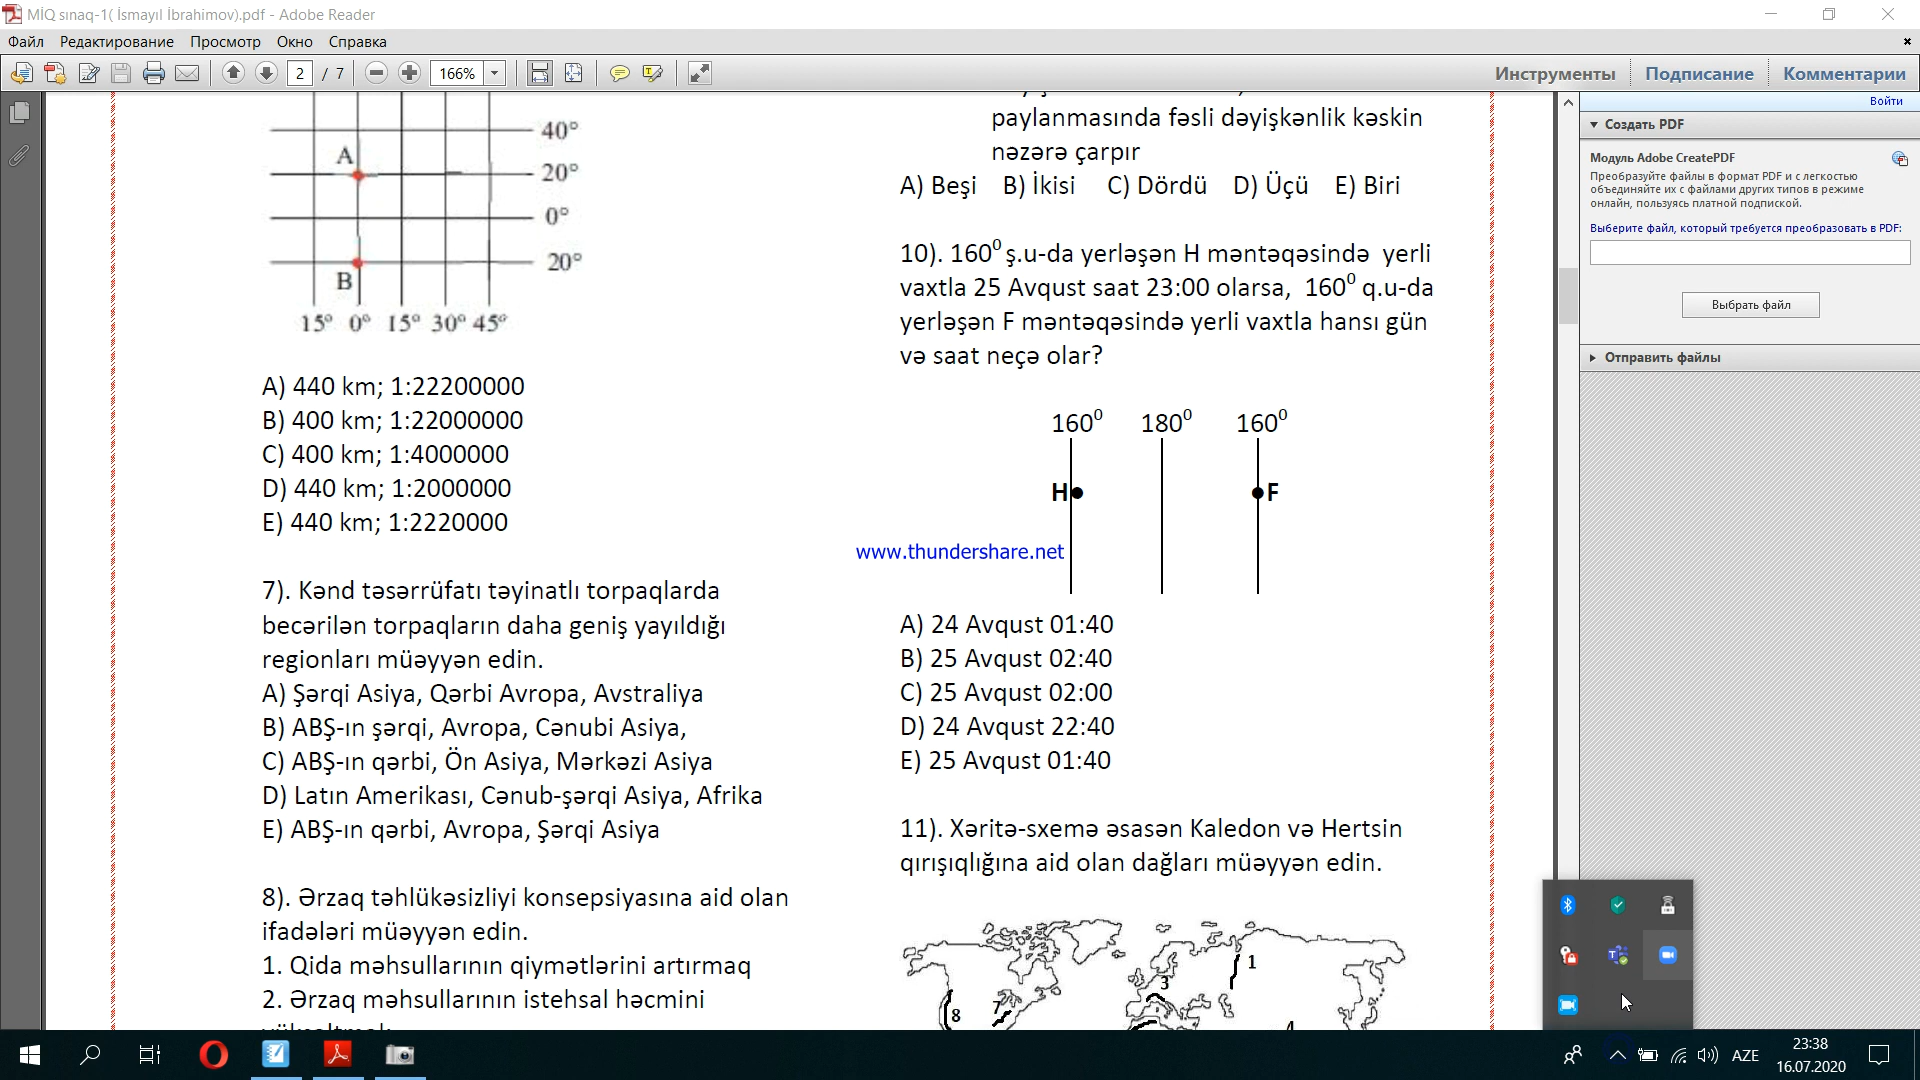 MİQ sınaq-1( İsmayıl İbrahimov).pdf - Adobe Reader
Файл Редактирование Просмотр Окно Справка
2 / 7 166% Инструменты Подписание Комментарии
40°
A
20°
0°
20°
B
15° 0° 15° 30° 45°
A) 440 km; 1:22200000
B) 400 km; 1:22000000
C) 400 km; 1:4000000
D) 440 km; 1:2000000
E) 440 km; 1:2220000
7). Kənd təsərrüfatı təyinatlı torpaqlarda
becərilən torpaqların daha geniş yayıldığı
regionları müəyyən edin.
A) Şərqi Asiya, Qərbi Avropa, Avstraliya
B) ABŞ-ın şərqi, Avropa, Cənubi Asiya,
C) ABŞ-ın qərbi, Ön Asiya, Mərkəzi Asiya
D) Latın Amerikası, Cənub-şərqi Asiya, Afrika
E) ABŞ-ın qərbi, Avropa, Şərqi Asiya
8). Ərzaq təhlükəsizliyi konsepsiyasına aid olan
ifadələri müəyyən edin.
1. Qida məhsullarının qiymətlərini artırmaq
2. Ərzaq məhsullarının istehsal həcmini
paylanmasında fəsli dəyişkənlik kəskin
nəzərə çarpır
A) Beşi B) İkisi C) Dördü D) Üçü E) Biri
10). 160⁰ ş.u-da yerləşən H məntəqəsində yerli
vaxtla 25 Avqust saat 23:00 olarsa, 160⁰ q.u-da
yerləşən F məntəqəsində yerli vaxtla hansı gün
və saat neçə olar?
160⁰ 180⁰ 160⁰
H F
www.thundershare.net
A) 24 Avqust 01:40
B) 25 Avqust 02:40
C) 25 Avqust 02:00
D) 24 Avqust 22:40
E) 25 Avqust 01:40
11). Xəritə-sxemə əsasən Kaledon və Hertsin
qırışıqlığına aid olan dağları müəyyən edin.
1
3
7
8
4
Войти
Создать PDF
Модуль Adobe CreatePDF
Преобразуйте файлы в формат PDF и с легкостью
объединяйте их с файлами других типов в режиме
онлайн, пользуясь платной подпиской.
Выберите файл, который требуется преобразовать в PDF:
Выбрать файл
Отправить файлы
AZE
23:38
16.07.2020